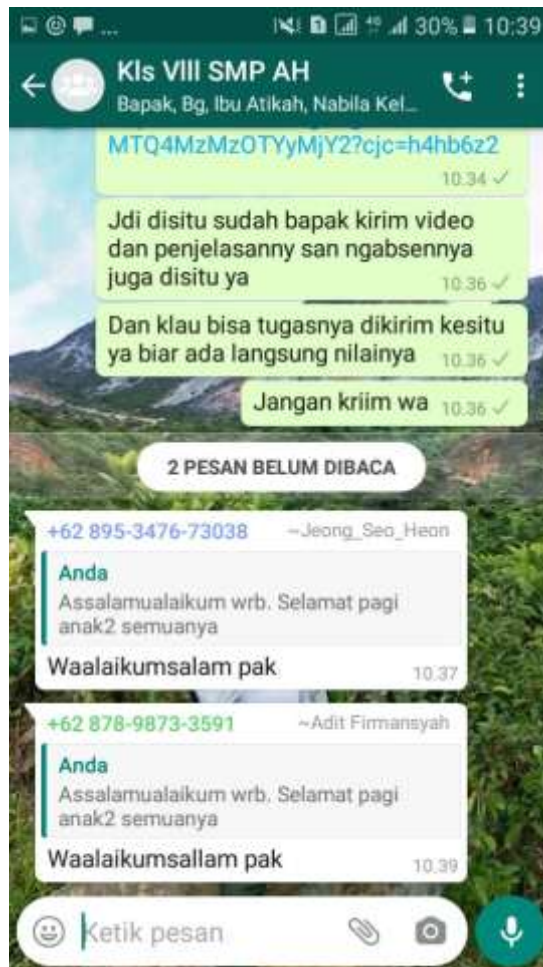 30% 10:39
Kls VIII SMP AH
Bapak, Bg, Ibu Atikah, Nabila Kel...
MTQ4MzMzOTYyMjY2?cjc=h4hb6z2
10.34
Jdi disitu sudah bapak kirim video
dan penjelasanny san ngabsennya
juga disitu ya 10.36
Dan klau bisa tugasnya dikirim kesitu
ya biar ada langsung nilainya 10.36
Jangan kriim wa 10.36
2 PESAN BELUM DIBACA
+62 895-3476-73038 ~Jeong_Seo_Heon
Anda
Assalamualaikum wrb. Selamat pagi
anak2 semuanya
Waalaikumsalam pak 10.37
+62 878-9873-3591 ~Adit Firmansyah
Anda
Assalamualaikum wrb. Selamat pagi
anak2 semuanya
Waalaikumsallam pak 10.39
Ketik pesan